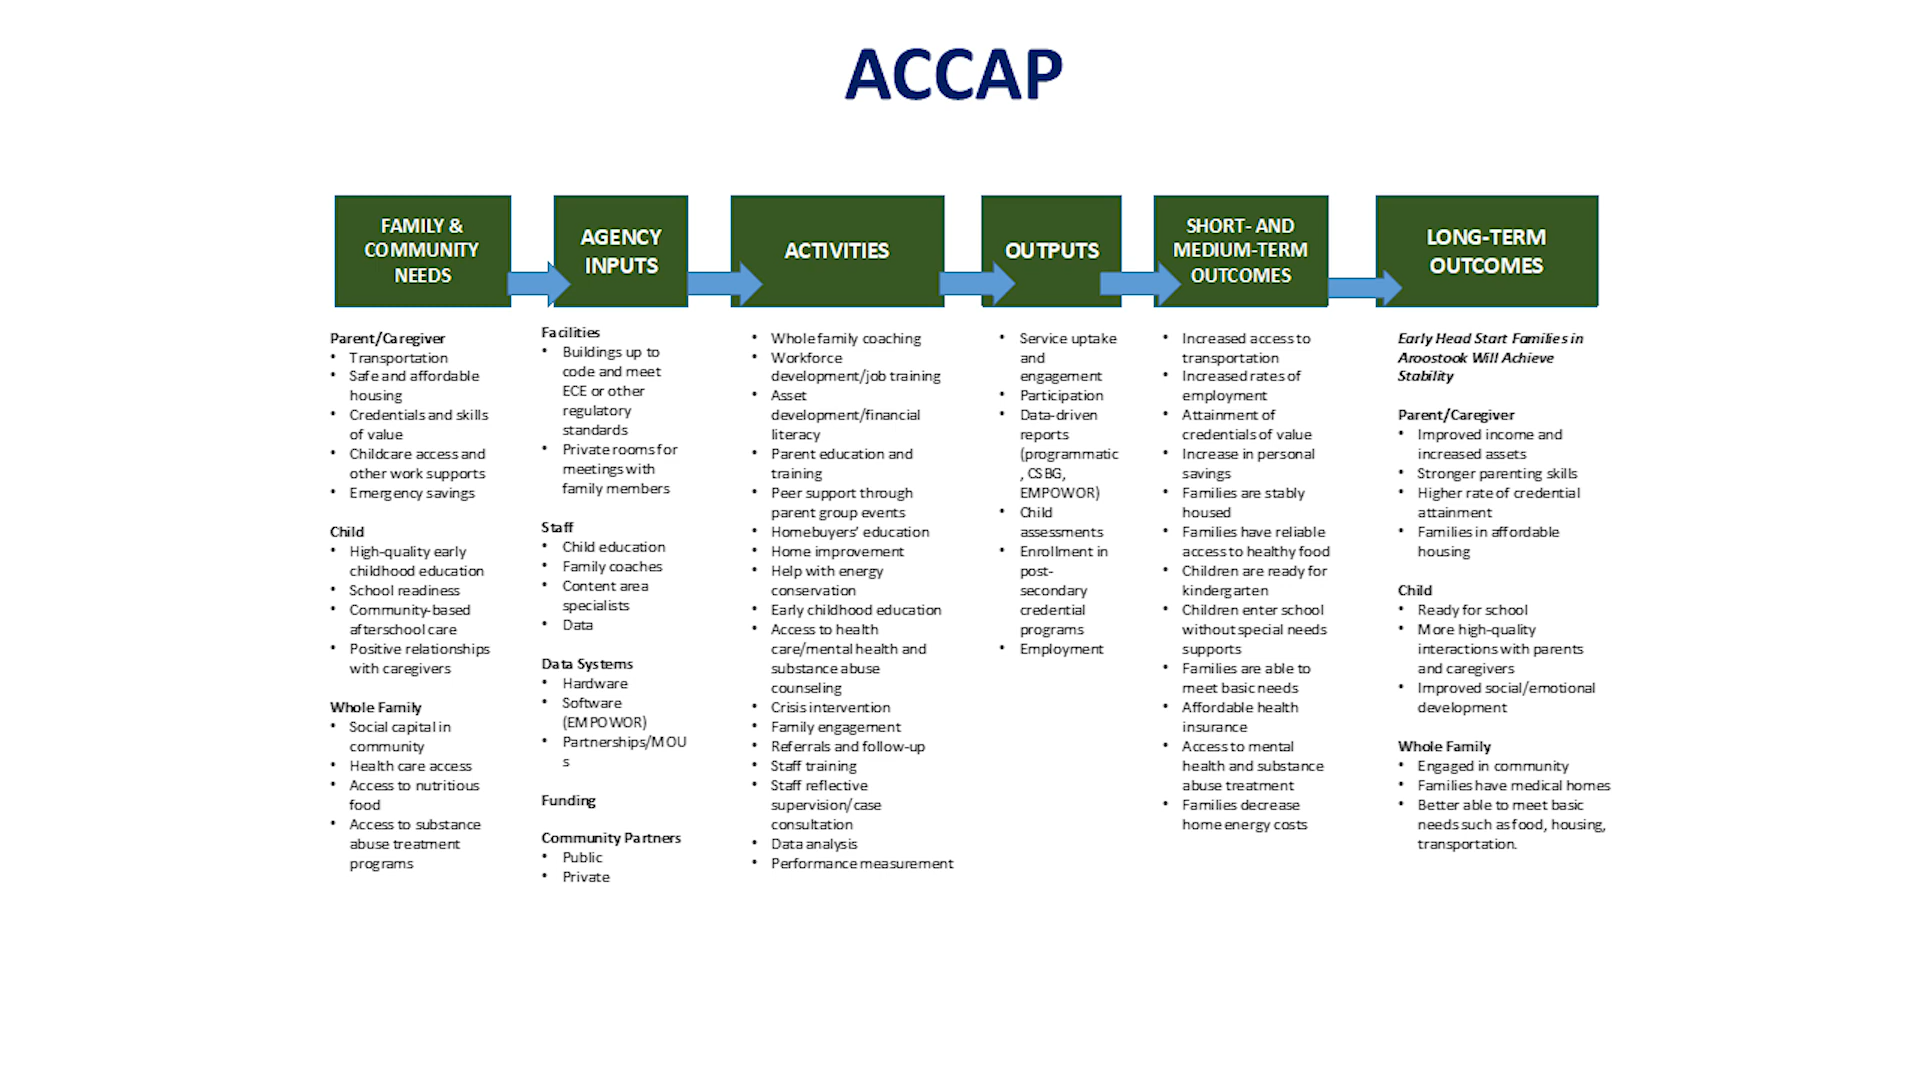 ACCAP
FAMILY &
COMMUNITY
NEEDS
AGENCY
INPUTS
ACTIVITIES
OUTPUTS
SHORT- AND
MEDIUM-TERM
OUTCOMES
LONG-TERM
OUTCOMES
Parent/Caregiver
• Transportation
• Safe and affordable
housing
• Credentials and skills
of value
• Childcare access and
other work supports
• Emergency savings
Child
• High-quality early
childhood education
• School readiness
• Community-based
afterschool care
• Positive relationships
with caregivers
Whole Family
• Social capital in
community
• Health care access
• Access to nutritious
food
• Access to substance
abuse treatment
programs
Facilities
• Buildings up to
code and meet
ECE or other
regulatory
standards
• Private rooms for
meetings with
family members
Staff
• Child education
• Family coaches
• Content area
specialists
• Data
Data Systems
• Hardware
• Software
(EMPOWOR)
• Partnerships/MOU
s
Funding
Community Partners
• Public
• Private
• Whole family coaching
• Workforce
development/job training
• Asset
development/financial
literacy
• Parent education and
training
• Peer support through
parent group events
• Homebuyers’ education
• Home improvement
• Help with energy
conservation
• Early childhood education
• Access to health
care/mental health and
substance abuse
counseling
• Crisis intervention
• Family engagement
• Referrals and follow-up
• Staff training
• Staff reflective
supervision/case
consultation
• Data analysis
• Performance measurement
• Service uptake
and
engagement
• Participation
• Data-driven
reports
(programmatic
, CSBG,
EMPOWOR)
• Child
assessments
• Enrollment in
post-
secondary
credential
programs
• Employment
• Increased access to
transportation
• Increased rates of
employment
• Attainment of
credentials of value
• Increase in personal
savings
• Families are stably
housed
• Families have reliable
access to healthy food
• Children are ready for
kindergarten
• Children enter school
without special needs
supports
• Families are able to
meet basic needs
• Affordable health
insurance
• Access to mental
health and substance
abuse treatment
• Families decrease
home energy costs
Early Head Start Families in
Aroostook Will Achieve
Stability
Parent/Caregiver
• Improved income and
increased assets
• Stronger parenting skills
• Higher rate of credential
attainment
• Families in affordable
housing
Child
• Ready for school
• More high-quality
interactions with parents
and caregivers
• Improved social/emotional
development
Whole Family
• Engaged in community
• Families have medical homes
• Better able to meet basic
needs such as food, housing,
transportation.